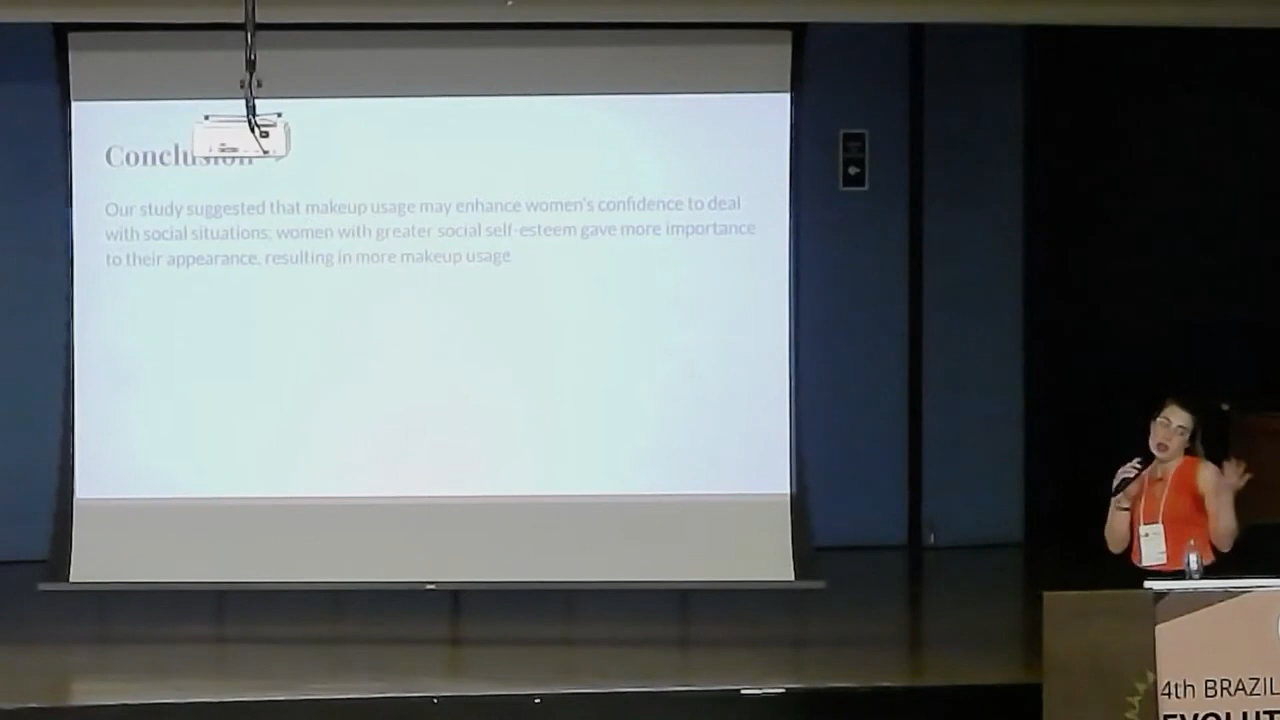 Conclusion
Our study suggested that makeup usage may enhance women's confidence to deal
with social situations; women with greater social self-esteem gave more importance
to their appearance, resulting in more makeup usage
4th BRAZIL
EVOLUT